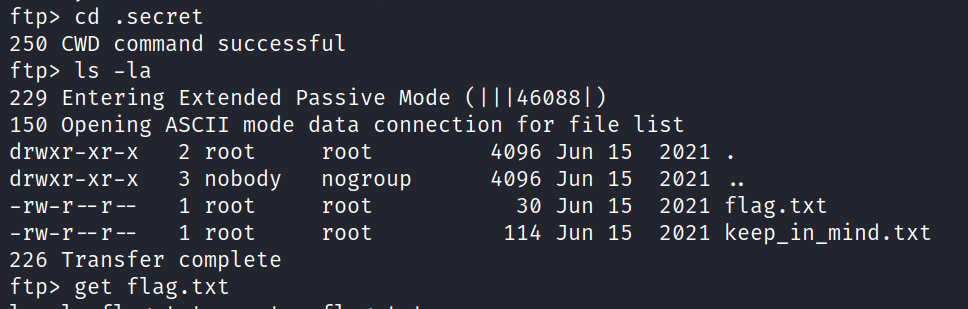 ftp> cd .secret
250 CWD command successful
ftp> ls -la
229 Entering Extended Passive Mode (|||46088|)
150 Opening ASCII mode data connection for file list
drwxr-xr-x   2 root     root         4096 Jun 15  2021 .
drwxr-xr-x   3 nobody   nogroup      4096 Jun 15  2021 ..
-rw-r--r--   1 root     root           30 Jun 15  2021 flag.txt
-rw-r--r--   1 root     root          114 Jun 15  2021 keep_in_mind.txt
226 Transfer complete
ftp> get flag.txt